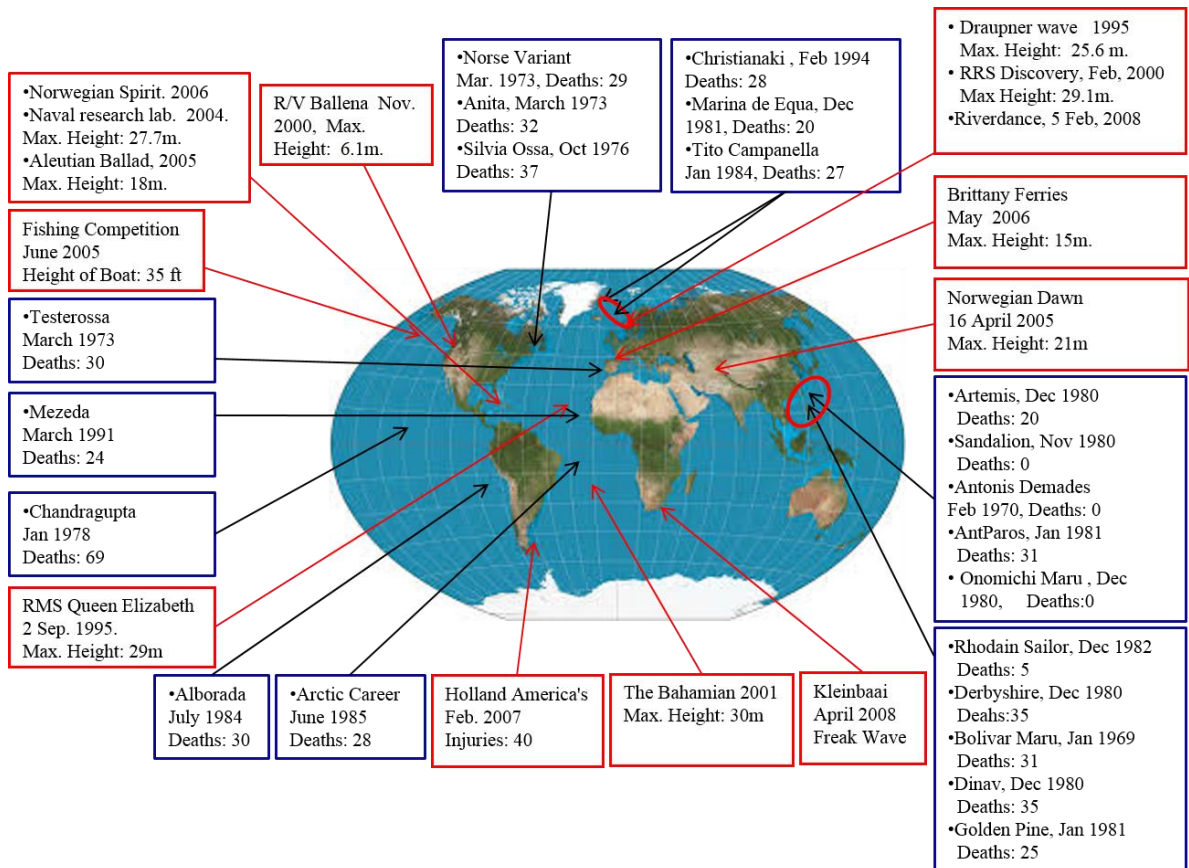 •Norwegian Spirit. 2006
•Naval research lab. 2004.
Max. Height: 27.7m.
•Aleutian Ballad, 2005
Max. Height: 18m.
R/V Ballena Nov.
2000, Max.
Height: 6.1m.
•Norse Variant
Mar. 1973, Deaths: 29
•Anita, March 1973
Deaths: 32
•Silvia Ossa, Oct 1976
Deaths: 37
•Christianaki , Feb 1994
Deaths: 28
•Marina de Equa, Dec
1981, Deaths: 20
•Tito Campanella
Jan 1984, Deaths: 27
• Draupner wave 1995
Max. Height: 25.6 m.
• RRS Discovery, Feb, 2000
Max. Height: 29.1m.
•Riverdance, 5 Feb, 2008
Fishing Competition
June 2005
Height of Boat: 35 ft
Brittany Ferries
May 2006
Max. Height: 15m.
•Testerossa
March 1973
Deaths: 30
Norwegian Dawn
16 April 2005
Max. Height: 21m
•Mezeda
March 1991
Deaths: 24
•Artemis, Dec 1980
Deaths: 20
•Sandalion, Nov 1980
Deaths: 0
•Antonis Demades
Feb 1970, Deaths: 0
•AntParos, Jan 1981
Deaths: 31
• Onomichi Maru , Dec
1980, Deaths:0
•Chandragupta
Jan 1978
Deaths: 69
RMS Queen Elizabeth
2 Sep. 1995.
Max. Height: 29m
•Alborada
July 1984
Deaths: 30
•Arctic Career
June 1985
Deaths: 28
Holland America's
Feb. 2007
Injuries: 40
The Bahamian 2001
Max. Height: 30m
Kleinbaai
April 2008
Freak Wave
•Rhodain Sailor, Dec 1982
Deaths: 5
•Derbyshire, Dec 1980
Deahs:35
•Bolivar Maru, Jan 1969
Deaths: 31
•Dinav, Dec 1980
Deaths: 35
•Golden Pine, Jan 1981
Deaths: 25